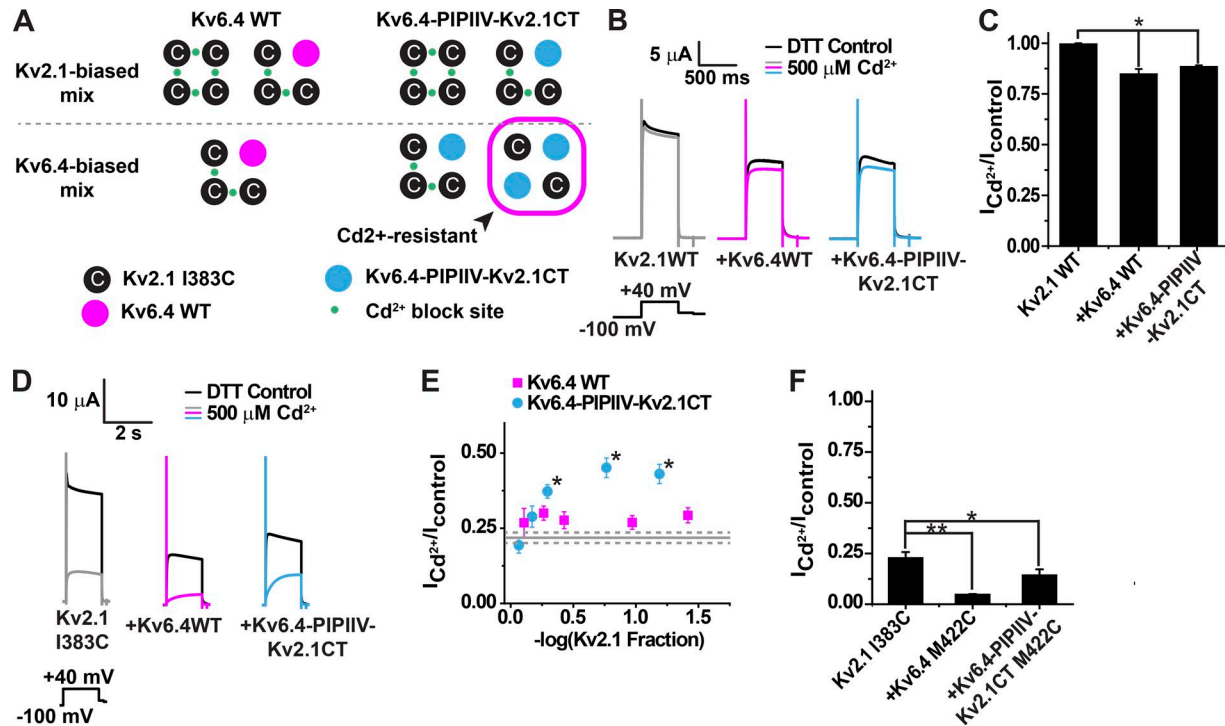 A
Kv6.4 WT
Kv6.4-PIPIIV-Kv2.1CT
Kv2.1-biased
mix
C C C
C C C C
C C C
C C C C
Kv6.4-biased
mix
C C C
C C C C C
Cd2+-resistant
C Kv2.1 I383C
Kv6.4 WT
Kv6.4-PIPIIV-Kv2.1CT
Cd²⁺ block site
B
5 μA
500 ms
DTT Control
500 μM Cd²⁺
Kv2.1WT
+Kv6.4WT
+Kv6.4-PIPIIV-
Kv2.1CT
+40 mV
-100 mV
C
*
ICd²⁺/Icontrol
1.00
0.75
0.50
0.25
0.00
Kv2.1 WT
+Kv6.4 WT
+Kv6.4-PIPIIV
-Kv2.1CT
D
10 μA
2 s
DTT Control
500 μM Cd²⁺
Kv2.1
I383C
+Kv6.4WT
+Kv6.4-PIPIIV-
Kv2.1CT
+40 mV
-100 mV
E
Kv6.4 WT
Kv6.4-PIPIIV-Kv2.1CT
ICd²⁺/Icontrol
0.50
0.25
0.00
* * *
0.0 0.5 1.0 1.5
-log(Kv2.1 Fraction)
F
ICd²⁺/Icontrol
1.00
0.75
0.50
0.25
0.00
*
**
Kv2.1 I383C
+Kv6.4 M422C
+Kv6.4-PIPIIV-
Kv2.1CT M422C